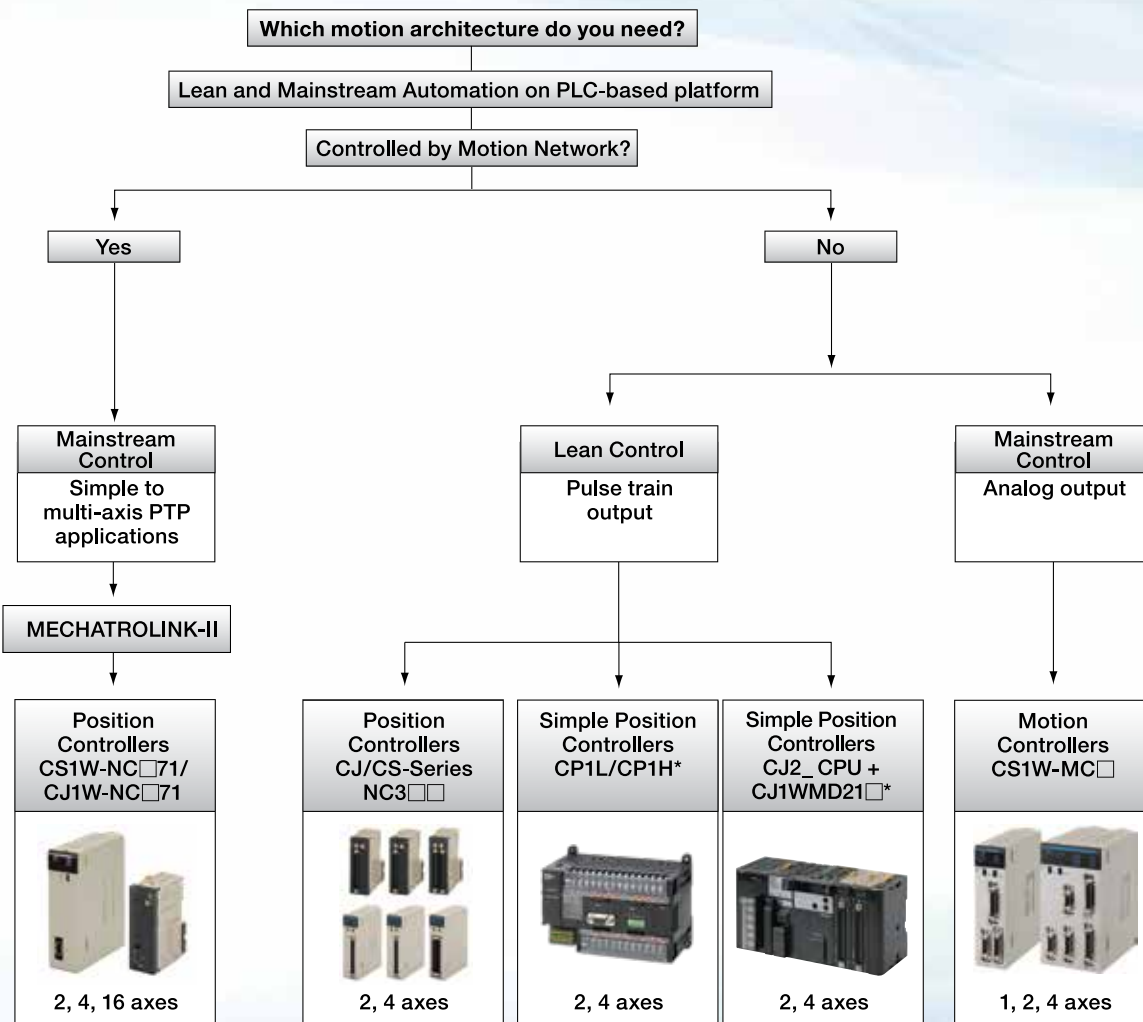 Which motion architecture do you need?
Lean and Mainstream Automation on PLC-based platform
Controlled by Motion Network?
Yes
No
Mainstream
Control
Simple to
multi-axis PTP
applications
Lean Control
Pulse train
output
Mainstream
Control
Analog output
MECHATROLINK-II
Position
Controllers
CS1W-NC□71/
CJ1W-NC□71
2, 4, 16 axes
Position
Controllers
CJ/CS-Series
NC3□□
2, 4 axes
Simple Position
Controllers
CP1L/CP1H*
2, 4 axes
Simple Position
Controllers
CJ2_ CPU +
CJ1WMD21□*
2, 4 axes
Motion
Controllers
CS1W-MC□
1, 2, 4 axes